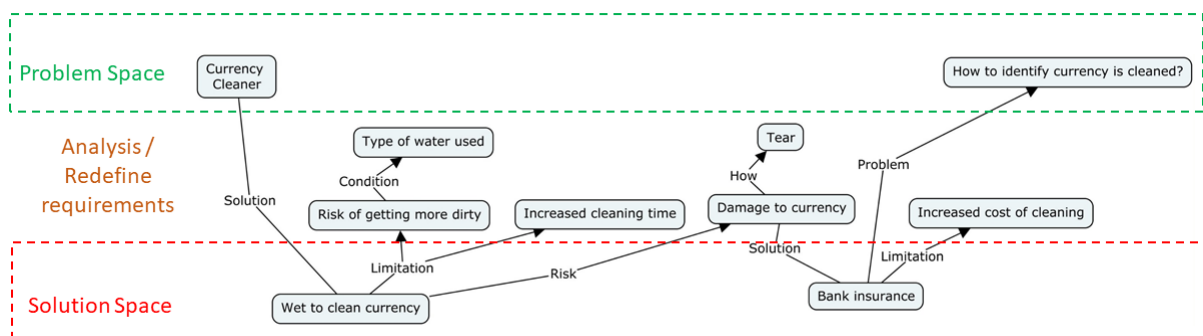 Problem Space
Currency
Cleaner
How to identify currency is cleaned?
Analysis /
Redefine
requirements
Type of water used
Tear
Condition
How
Problem
Solution
Risk of getting more dirty
Increased cleaning time
Damage to currency
Increased cost of cleaning
Solution
Limitation
Risk
Limitation
Solution Space
Wet to clean currency
Bank insurance